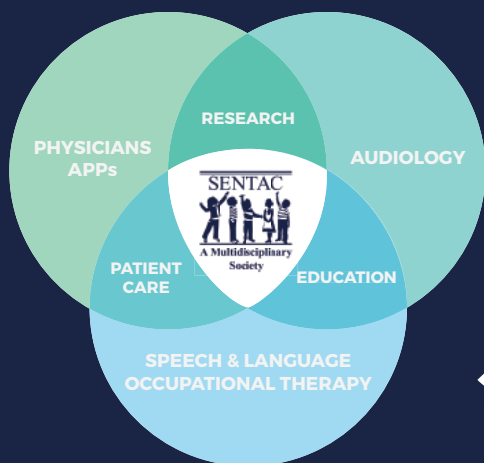 RESEARCH
PHYSICIANS
APPs
AUDIOLOGY
SENTAC
A Multidisciplinary
Society
PATIENT
CARE
EDUCATION
SPEECH & LANGUAGE
OCCUPATIONAL THERAPY